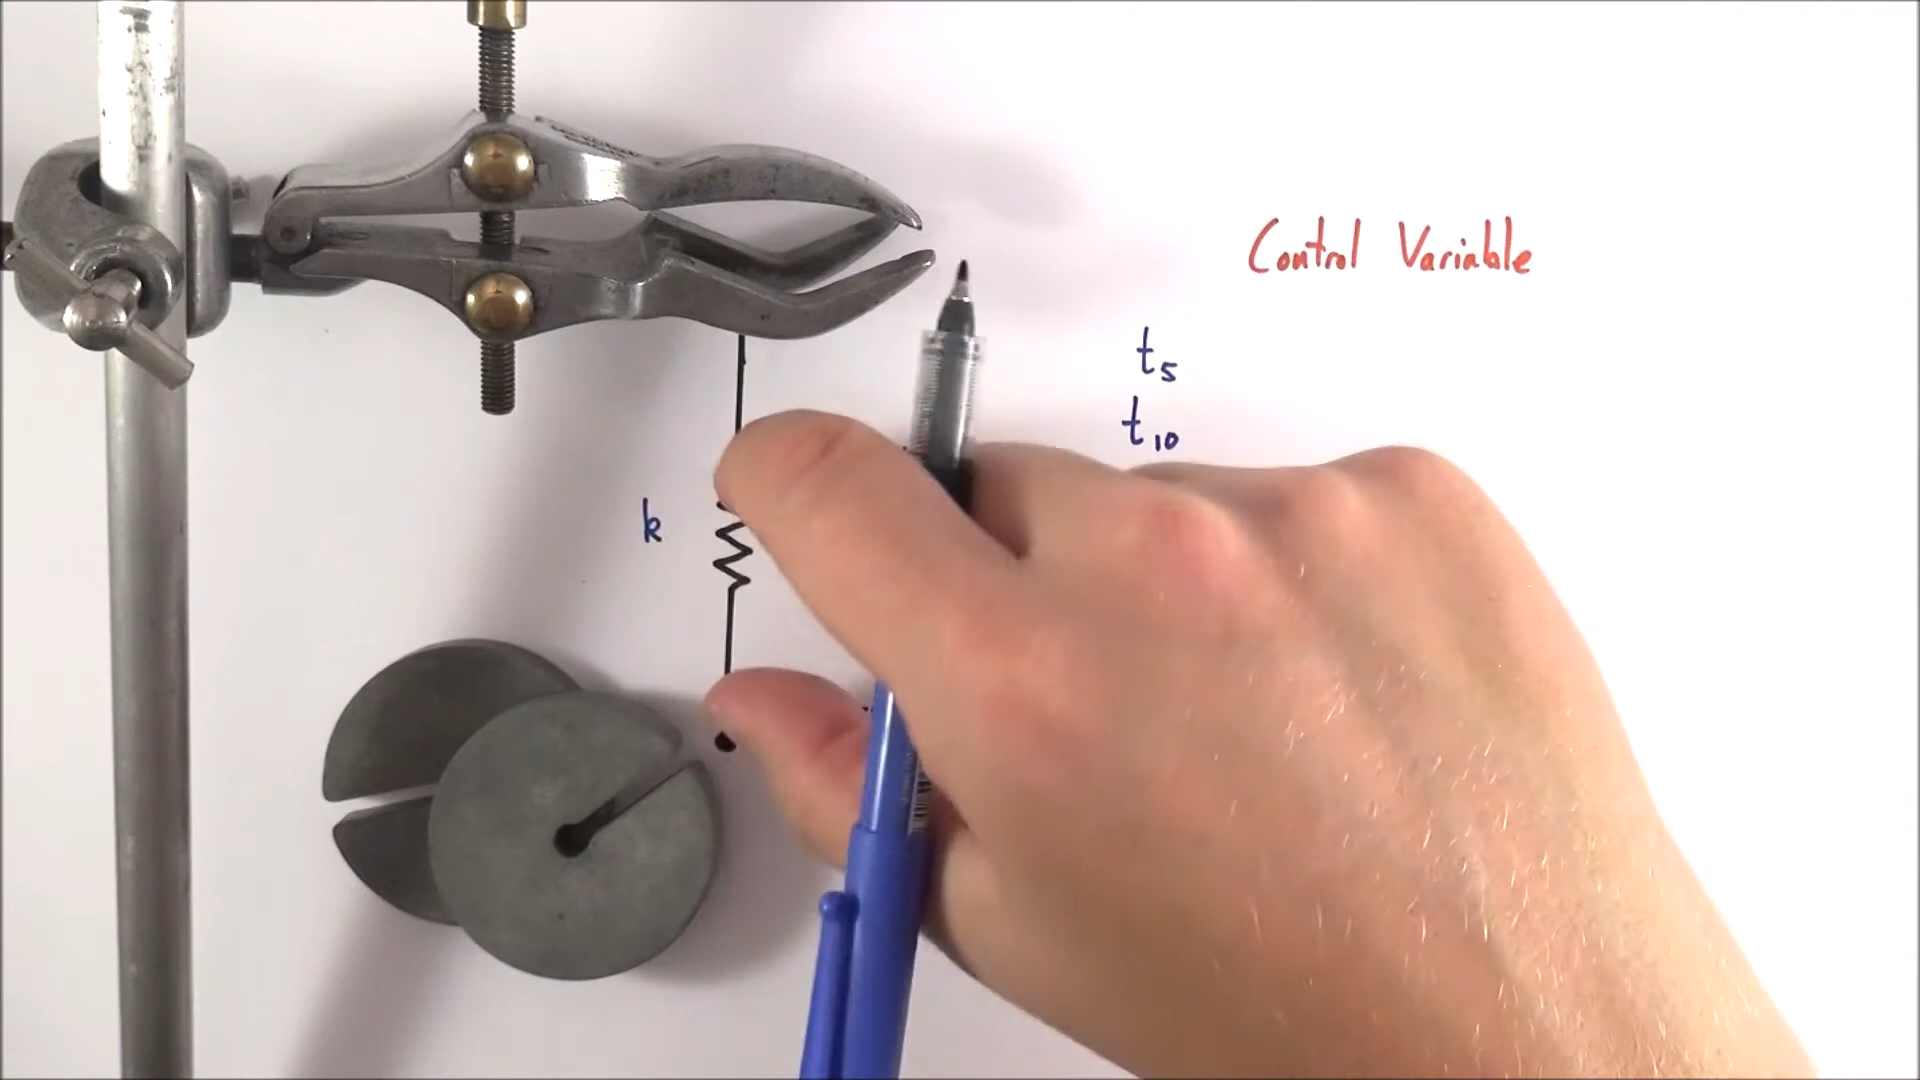 Control Variable
t₅
t₁₀
k